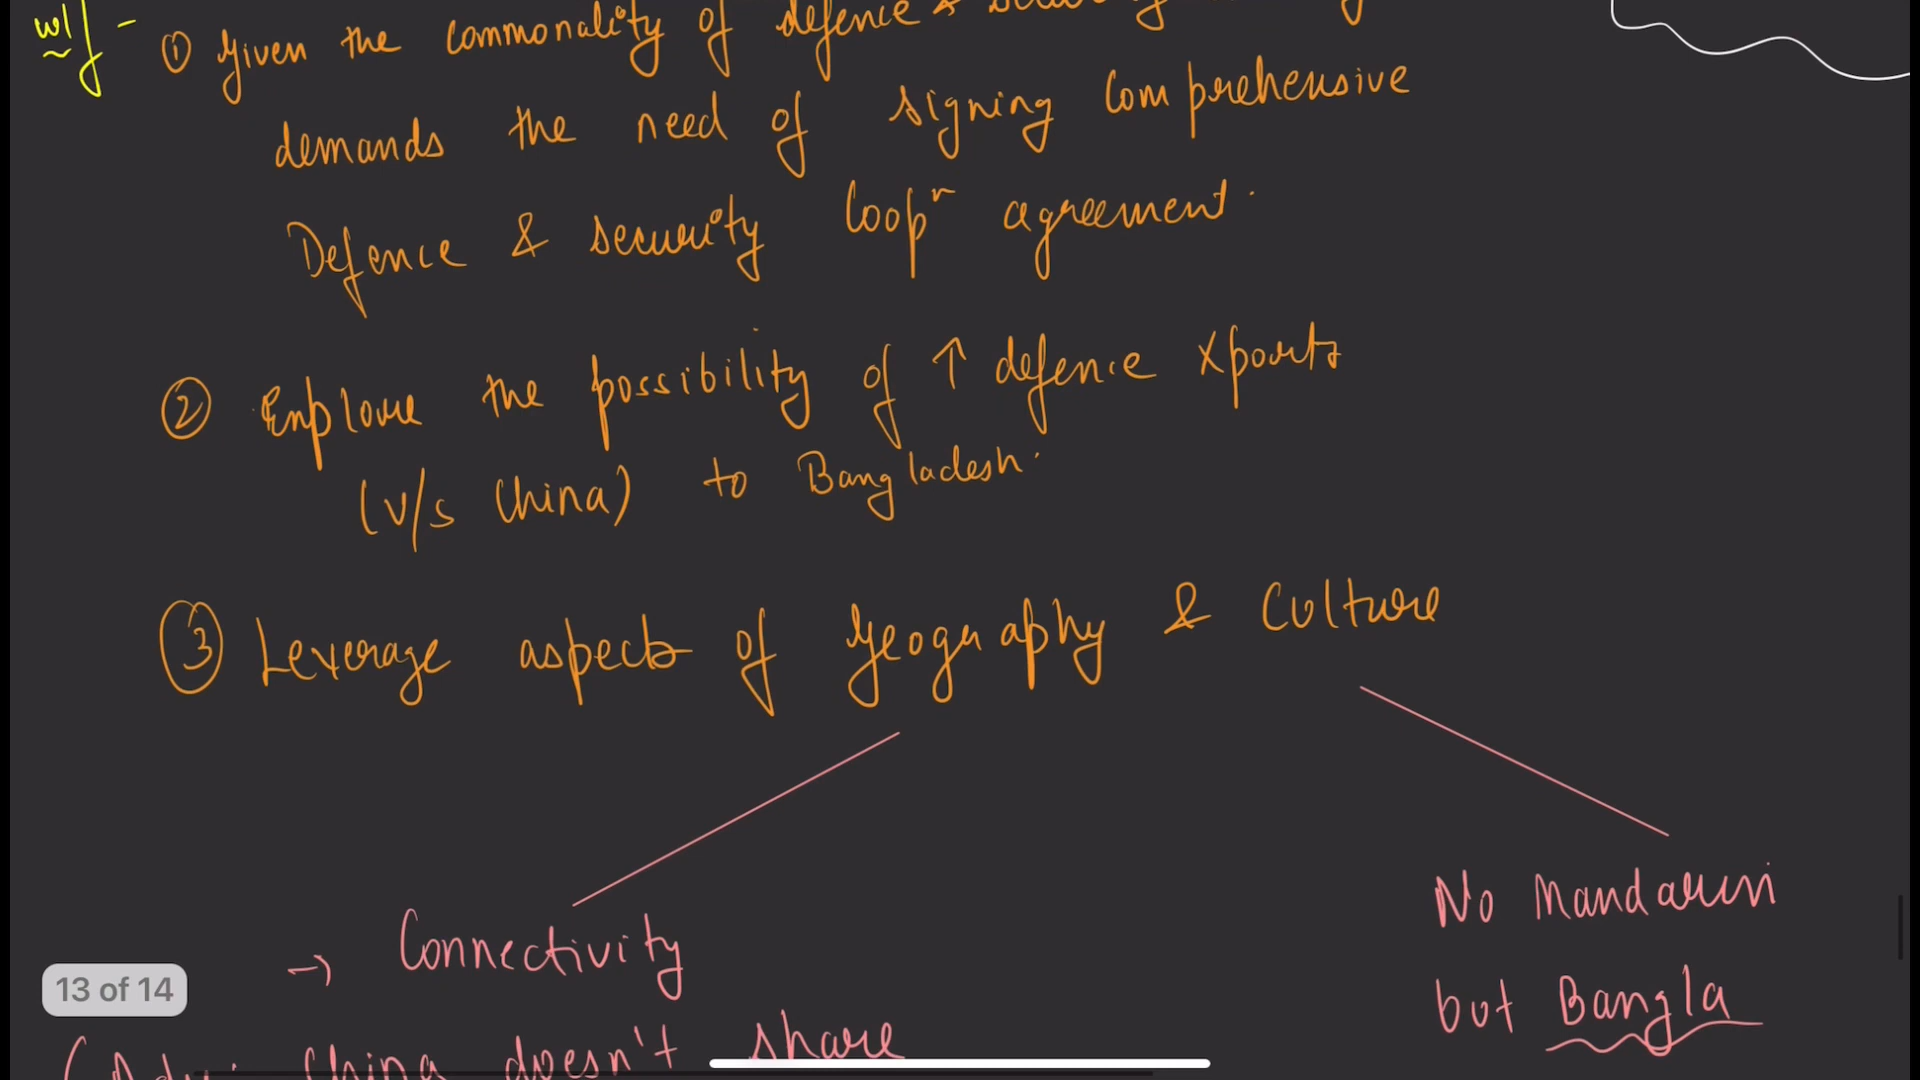 w/f - ① Given the commonality of defence &
demands the need of signing Comprehensive
Defence & security Coopⁿ agreement.
② Explore the possibility of ↑ defence Xports
(v/s China) to Bangladesh.
③ Leverage aspects of Geography & Culture
→ Connectivity
No Mandarin
but Bangla
(Adv: China doesn't share
13 of 14